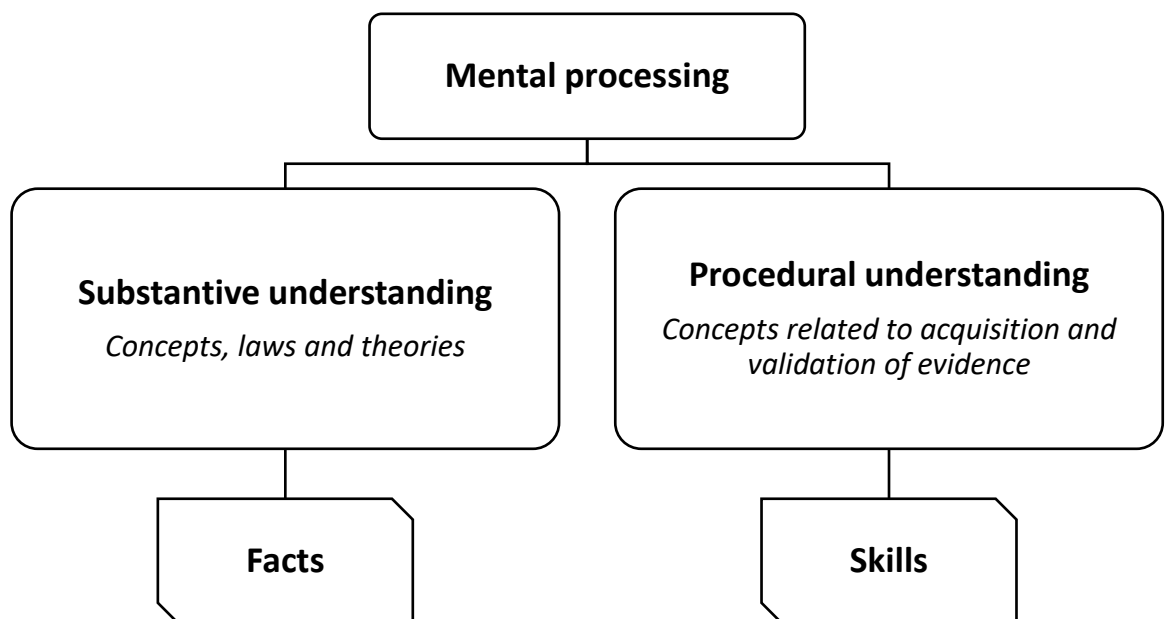 Mental processing
Substantive understanding
Concepts, laws and theories
Procedural understanding
Concepts related to acquisition and
validation of evidence
Facts
Skills